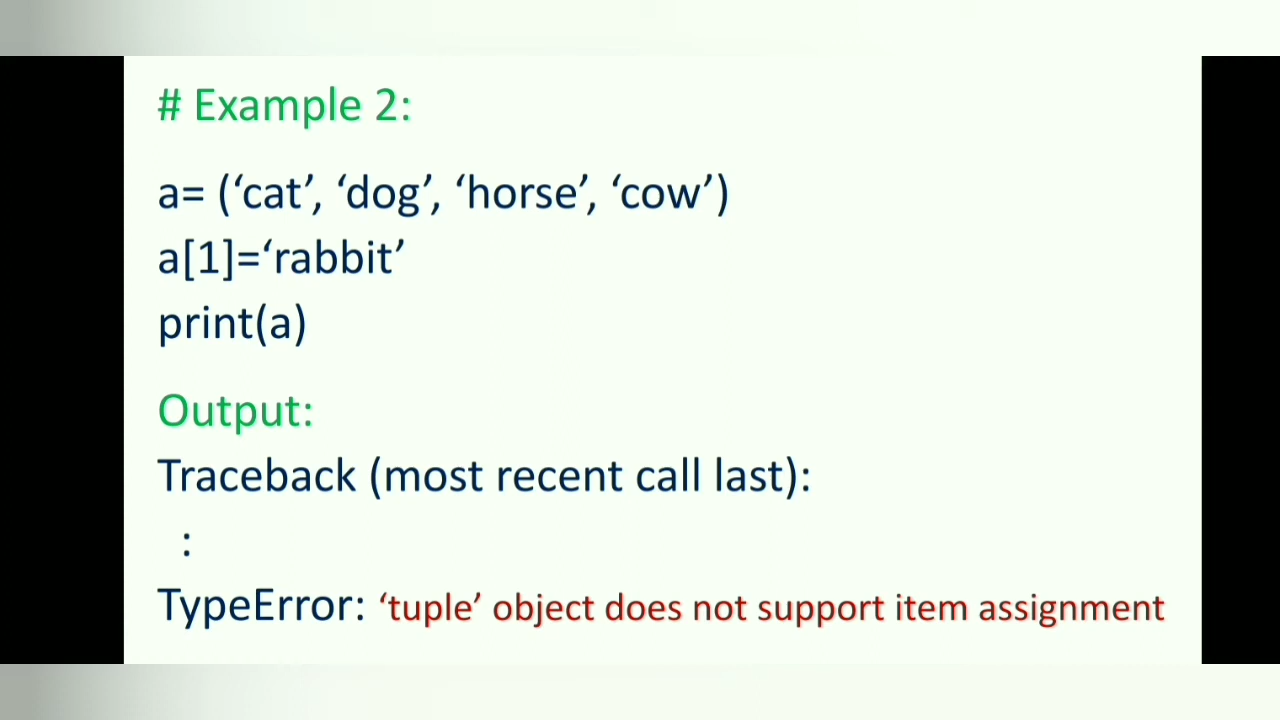 # Example 2:
a= (‘cat’, ‘dog’, ‘horse’, ‘cow’)
a[1]=‘rabbit’
print(a)
Output:
Traceback (most recent call last):
:
TypeError: ‘tuple’ object does not support item assignment